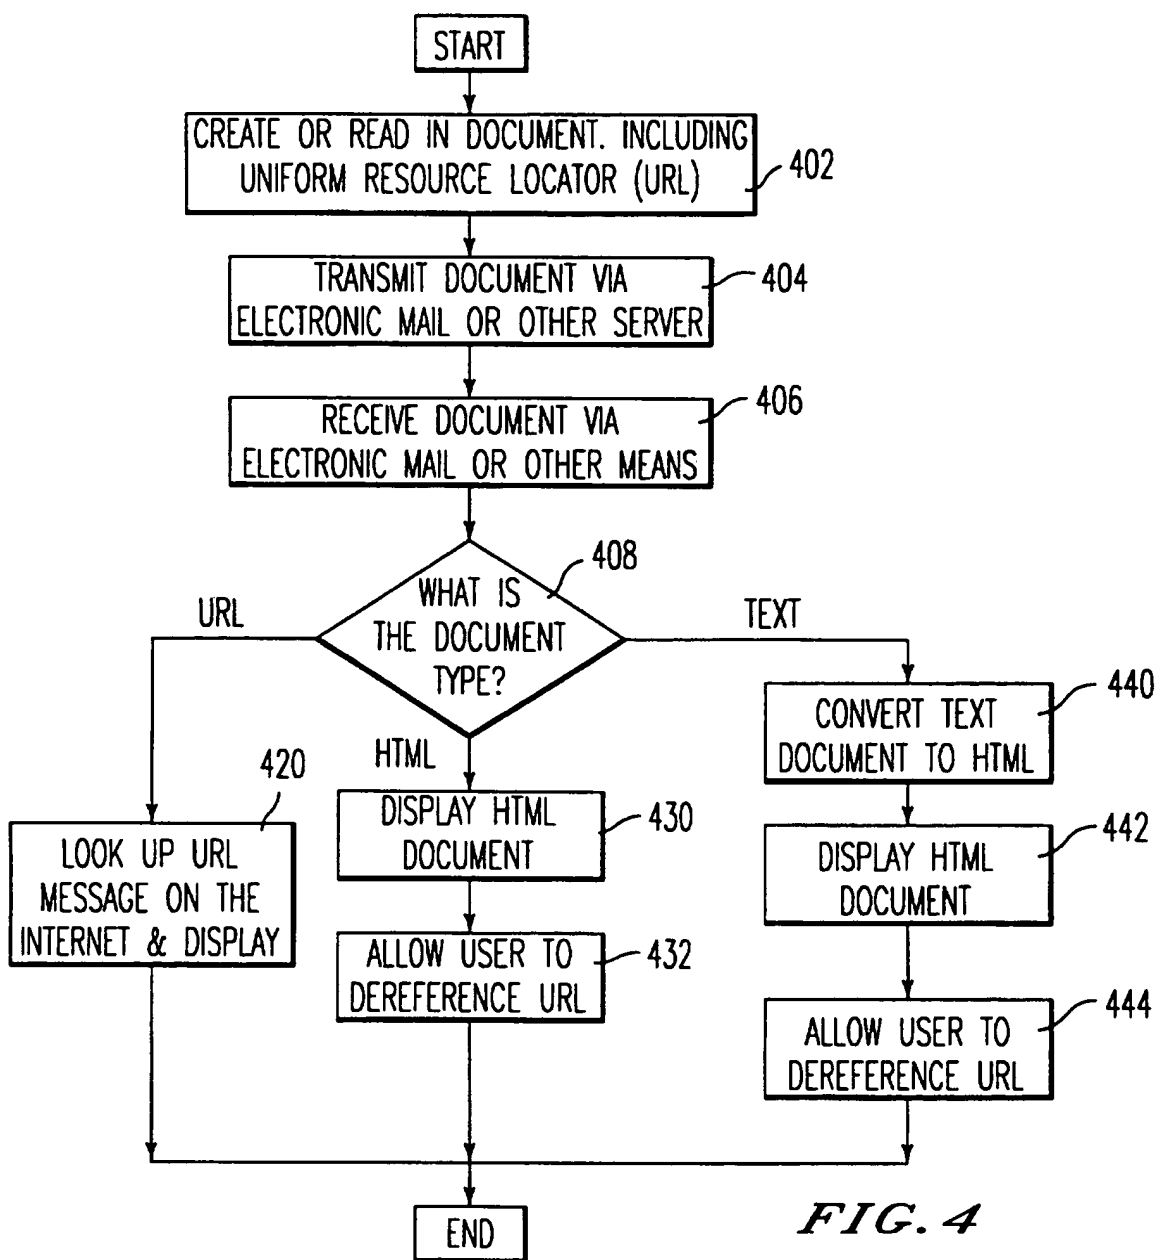 START
CREATE OR READ IN DOCUMENT. INCLUDING
UNIFORM RESOURCE LOCATOR (URL)
402
TRANSMIT DOCUMENT VIA
ELECTRONIC MAIL OR OTHER SERVER
404
RECEIVE DOCUMENT VIA
ELECTRONIC MAIL OR OTHER MEANS
406
WHAT IS
THE DOCUMENT
TYPE?
408
URL
HTML
TEXT
LOOK UP URL
MESSAGE ON THE
INTERNET & DISPLAY
420
DISPLAY HTML
DOCUMENT
430
ALLOW USER TO
DEREFERENCE URL
432
CONVERT TEXT
DOCUMENT TO HTML
440
DISPLAY HTML
DOCUMENT
442
ALLOW USER TO
DEREFERENCE URL
444
END
FIG. 4